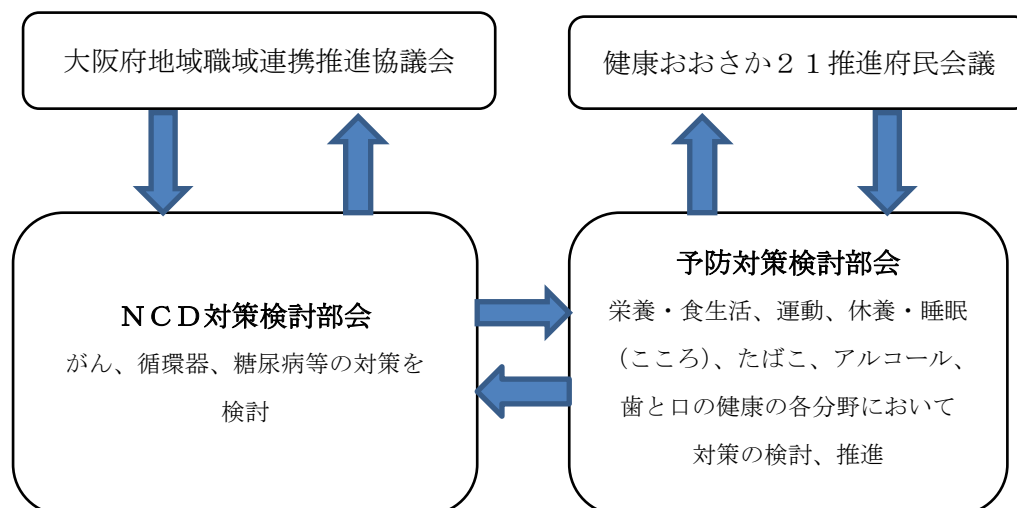 大阪府地域職域連携推進協議会
健康おおさか２１推進府民会議
ＮＣＤ対策検討部会
がん、循環器、糖尿病等の対策を
検討
予防対策検討部会
栄養・食生活、運動、休養・睡眠
（こころ）、たばこ、アルコール、
歯と口の健康の各分野において
対策の検討、推進